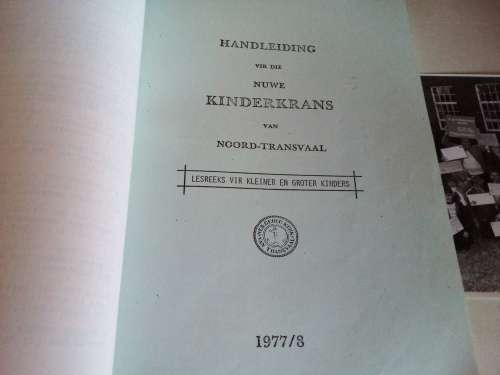 HANDLEIDING
VIR DIE
NUWE
KINDERKRANS
VAN
NOORD-TRANSVAAL
LESREEKS VIR KLEINER EN GROTER KINDERS
1977/8